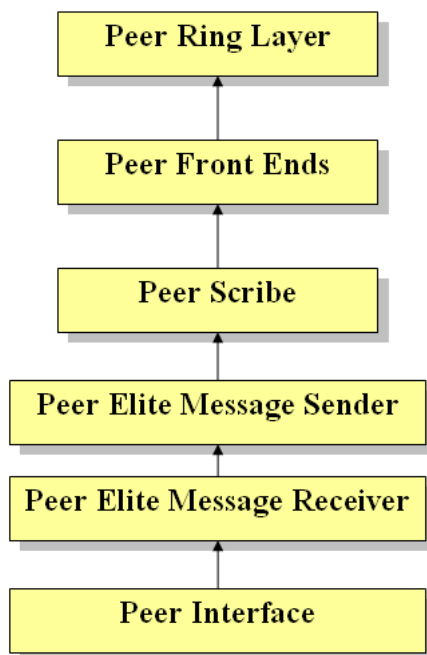 Peer Ring Layer
Peer Front Ends
Peer Scribe
Peer Elite Message Sender
Peer Elite Message Receiver
Peer Interface